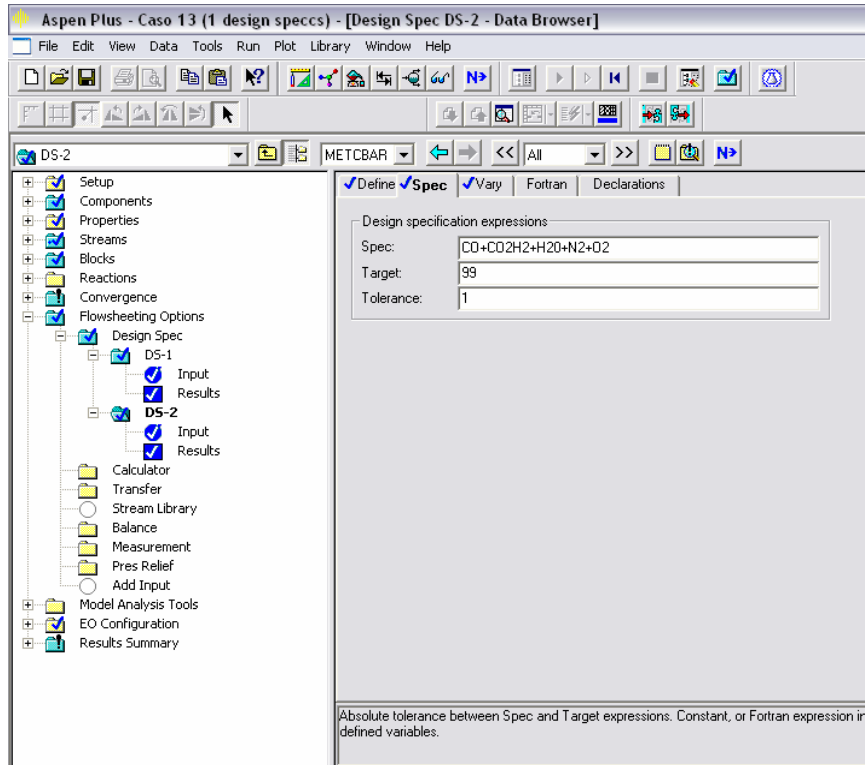 Aspen Plus - Caso 13 (1 design speccs) - [Design Spec DS-2 - Data Browser]
File Edit View Data Tools Run Plot Library Window Help
N>
DS-2 METCBAR << All >> N>
Setup
Components
Properties
Streams
Blocks
Reactions
Convergence
Flowsheeting Options
Design Spec
DS-1
Input
Results
DS-2
Input
Results
Calculator
Transfer
Stream Library
Balance
Measurement
Pres Relief
Add Input
Model Analysis Tools
EO Configuration
Results Summary
Define Spec Vary Fortran Declarations
Design specification expressions
Spec: CO+CO2H2+H2O+N2+O2
Target: 99
Tolerance: 1
Absolute tolerance between Spec and Target expressions. Constant, or Fortran expression in
defined variables.